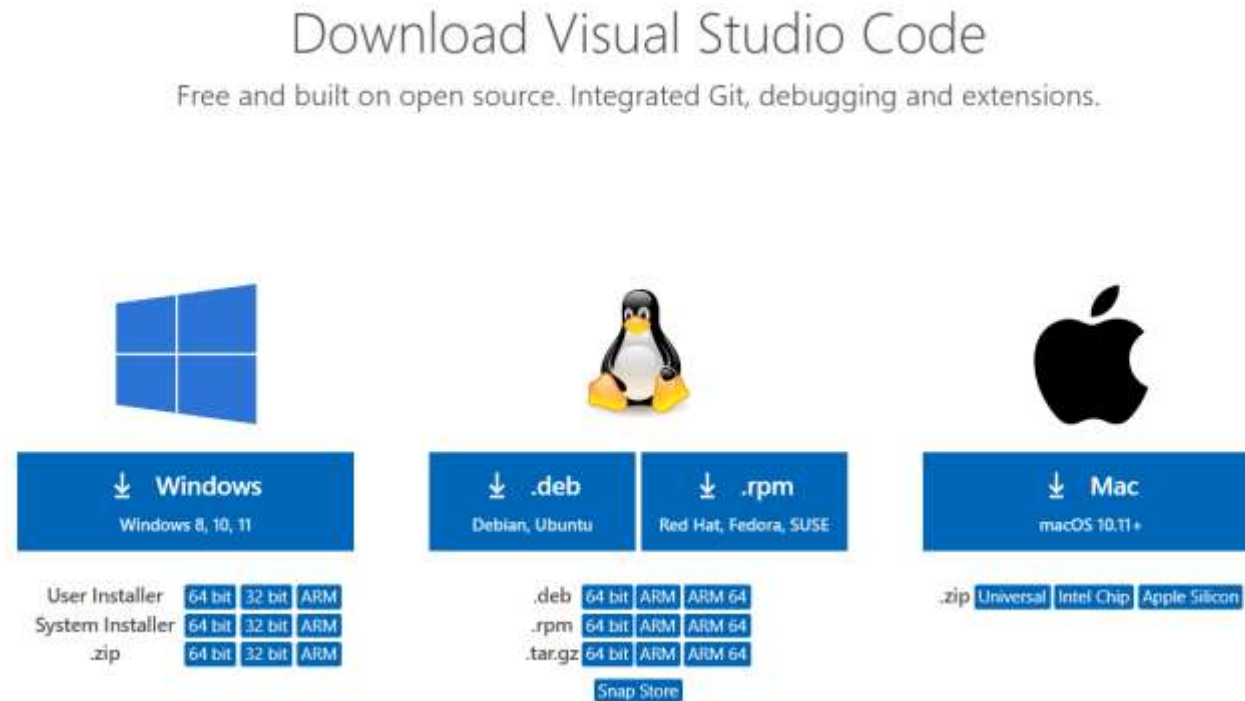 Download Visual Studio Code
Free and built on open source. Integrated Git, debugging and extensions.
Windows
Windows 8, 10, 11
User Installer 64 bit 32 bit ARM
System Installer 64 bit 32 bit ARM
.zip 64 bit 32 bit ARM
.deb
Debian, Ubuntu
.rpm
Red Hat, Fedora, SUSE
.deb 64 bit ARM ARM 64
.rpm 64 bit ARM ARM 64
.tar.gz 64 bit ARM ARM 64
Snap Store
Mac
macOS 10.11+
.zip Universal Intel Chip Apple Silicon